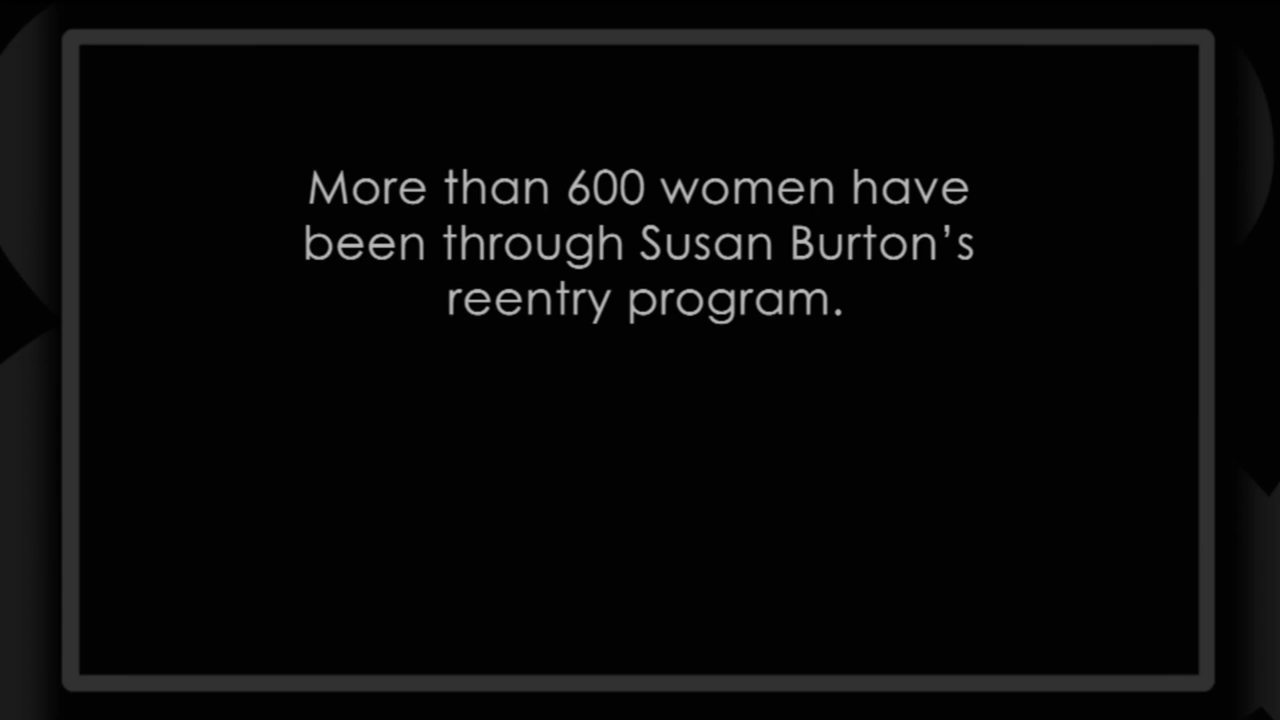 More than 600 women have
been through Susan Burton’s
reentry program.